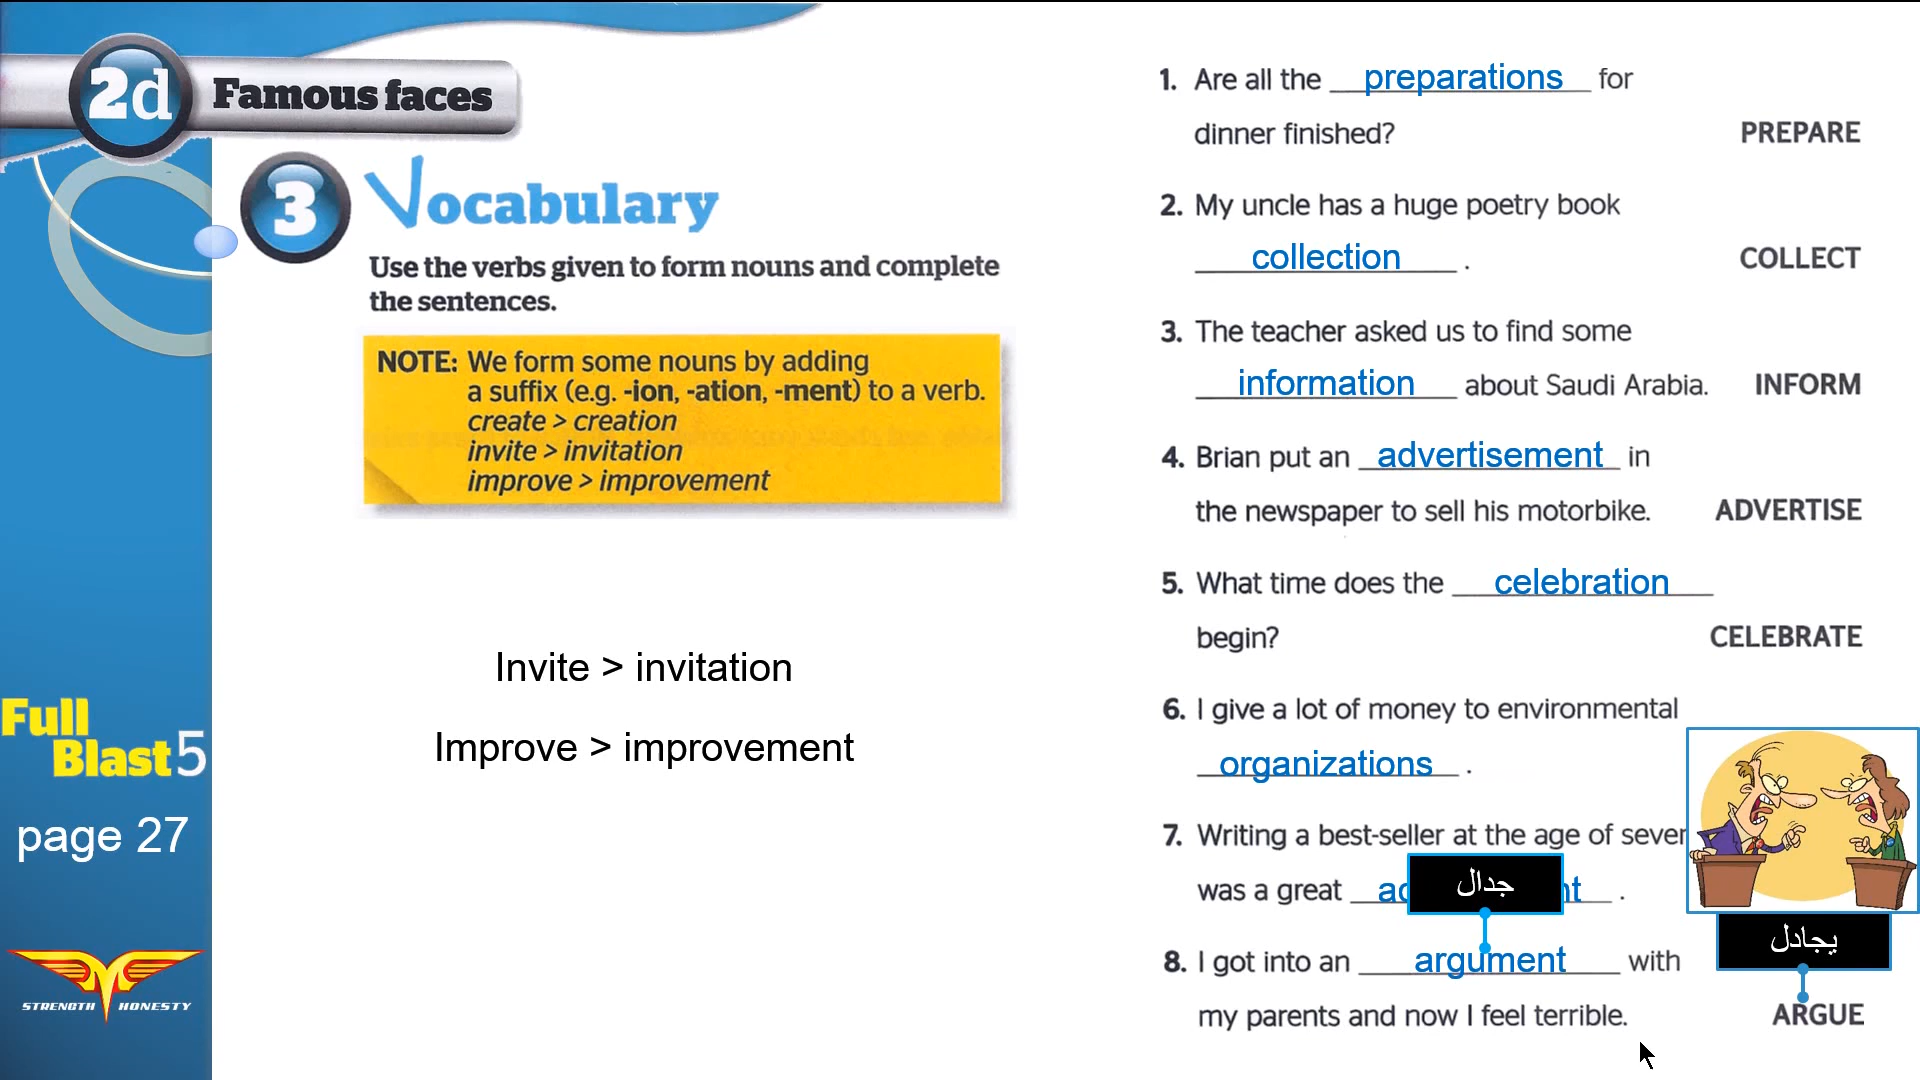 2d Famous faces
3 Vocabulary
Use the verbs given to form nouns and complete
the sentences.
NOTE: We form some nouns by adding
a suffix (e.g. -ion, -ation, -ment) to a verb.
create > creation
invite > invitation
improve > improvement
Invite > invitation
Improve > improvement
Full
Blast 5
page 27
STRENGTH HONESTY
1. Are all the preparations for
dinner finished? PREPARE
2. My uncle has a huge poetry book
collection . COLLECT
3. The teacher asked us to find some
information about Saudi Arabia. INFORM
4. Brian put an advertisement in
the newspaper to sell his motorbike. ADVERTISE
5. What time does the celebration
begin? CELEBRATE
6. I give a lot of money to environmental
organizations .
7. Writing a best-seller at the age of
was a great .
جدال
يجادل
8. I got into an argument with
my parents and now I feel terrible. ARGUE